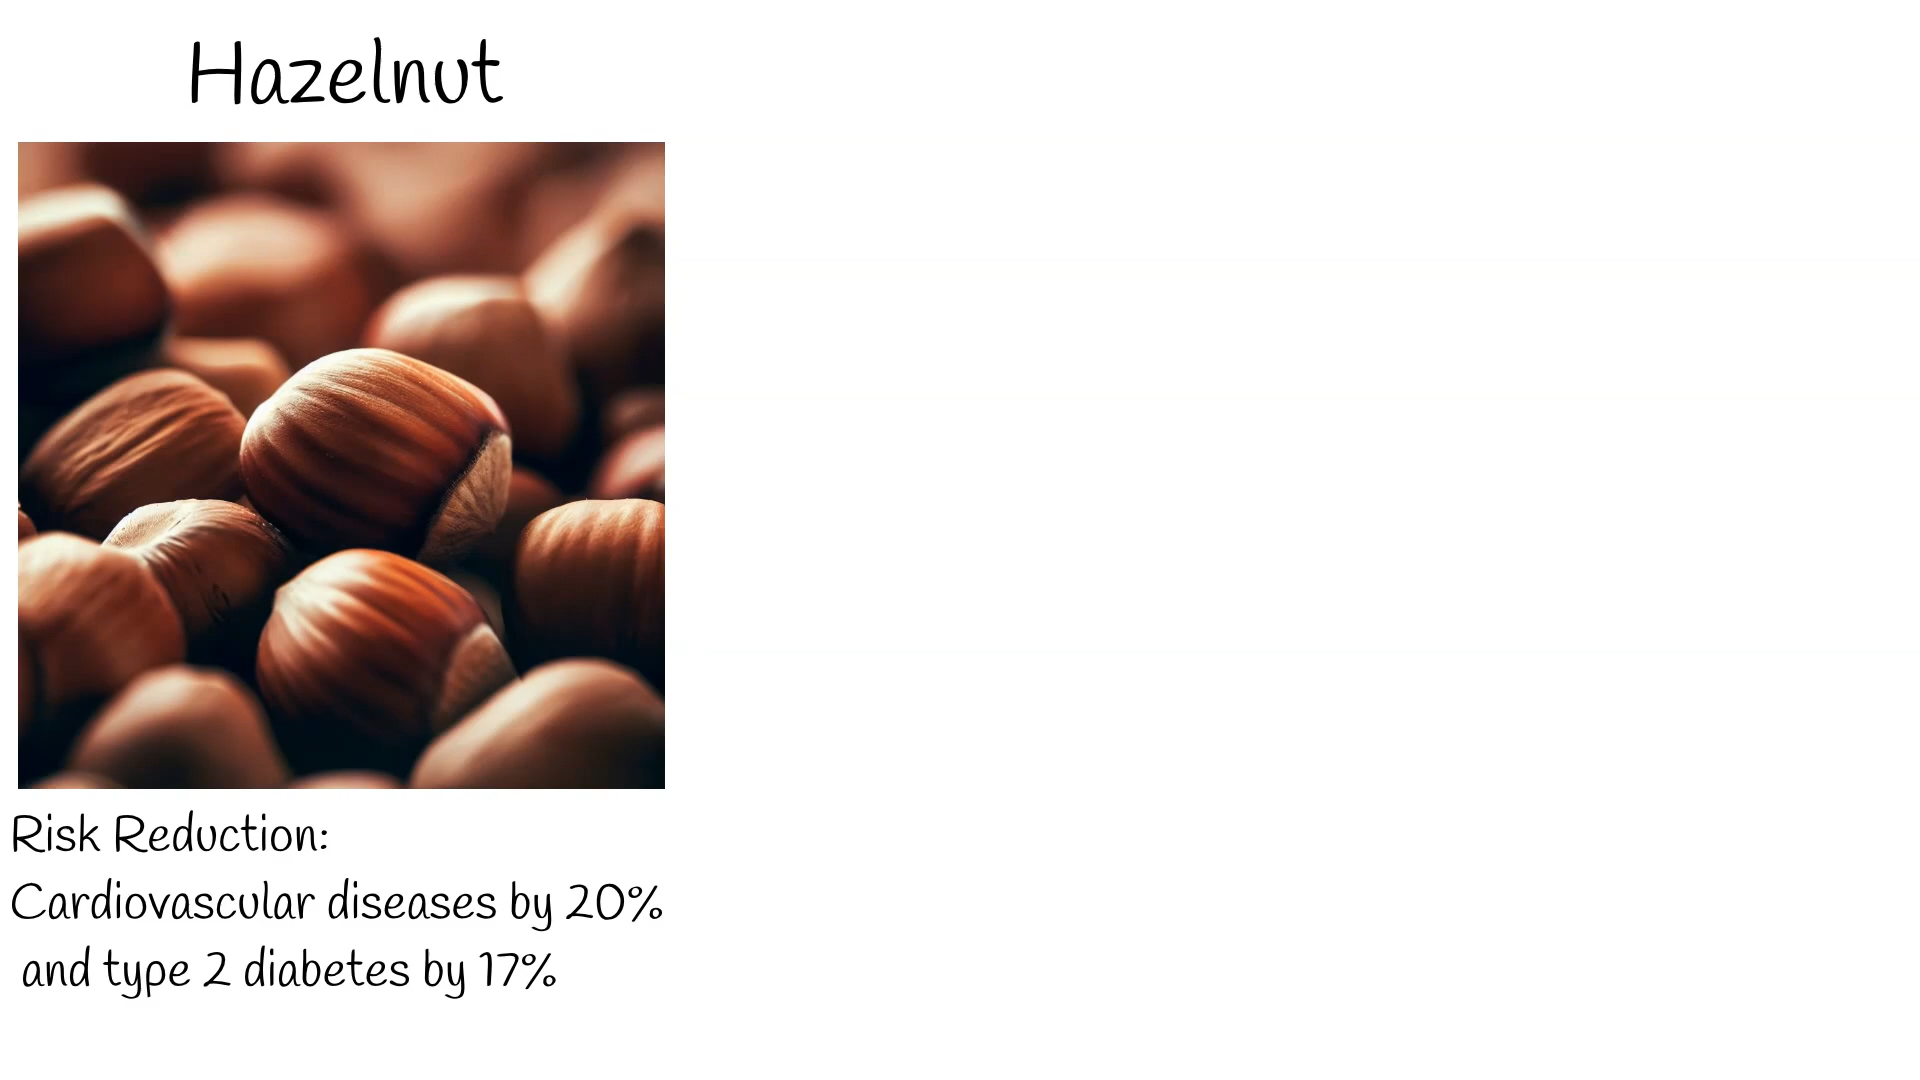 Hazelnut
Risk Reduction:
Cardiovascular diseases by 20%
and type 2 diabetes by 17%